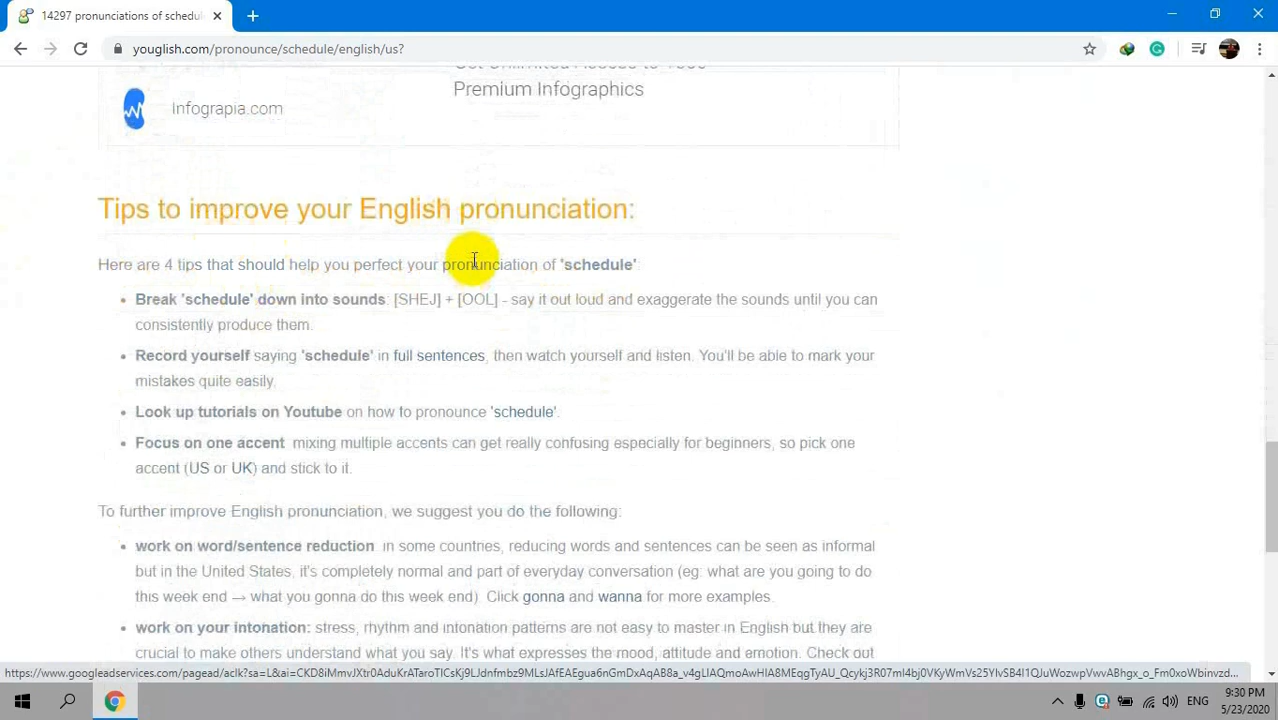 14297 pronunciations of schedul
youglish.com/pronounce/schedule/english/us?
Get Unlimited Access to 1000
Infograpia.com
Premium Infographics
Tips to improve your English pronunciation:
Here are 4 tips that should help you perfect your pronunciation of 'schedule':
Break 'schedule' down into sounds: [SHEJ] + [OOL] - say it out loud and exaggerate the sounds until you can
consistently produce them.
Record yourself saying 'schedule' in full sentences, then watch yourself and listen. You'll be able to mark your
mistakes quite easily.
Look up tutorials on Youtube on how to pronounce 'schedule'.
Focus on one accent mixing multiple accents can get really confusing especially for beginners, so pick one
accent (US or UK) and stick to it.
To further improve English pronunciation, we suggest you do the following:
work on word/sentence reduction in some countries, reducing words and sentences can be seen as informal
but in the United States, it's completely normal and part of everyday conversation (eg: what are you going to do
this week end → what you gonna do this week end). Click gonna and wanna for more examples.
work on your intonation: stress, rhythm and intonation patterns are not easy to master in English but they are
crucial to make others understand what you say. It's what expresses the mood, attitude and emotion. Check out
ENG
9:30 PM
5/23/2020